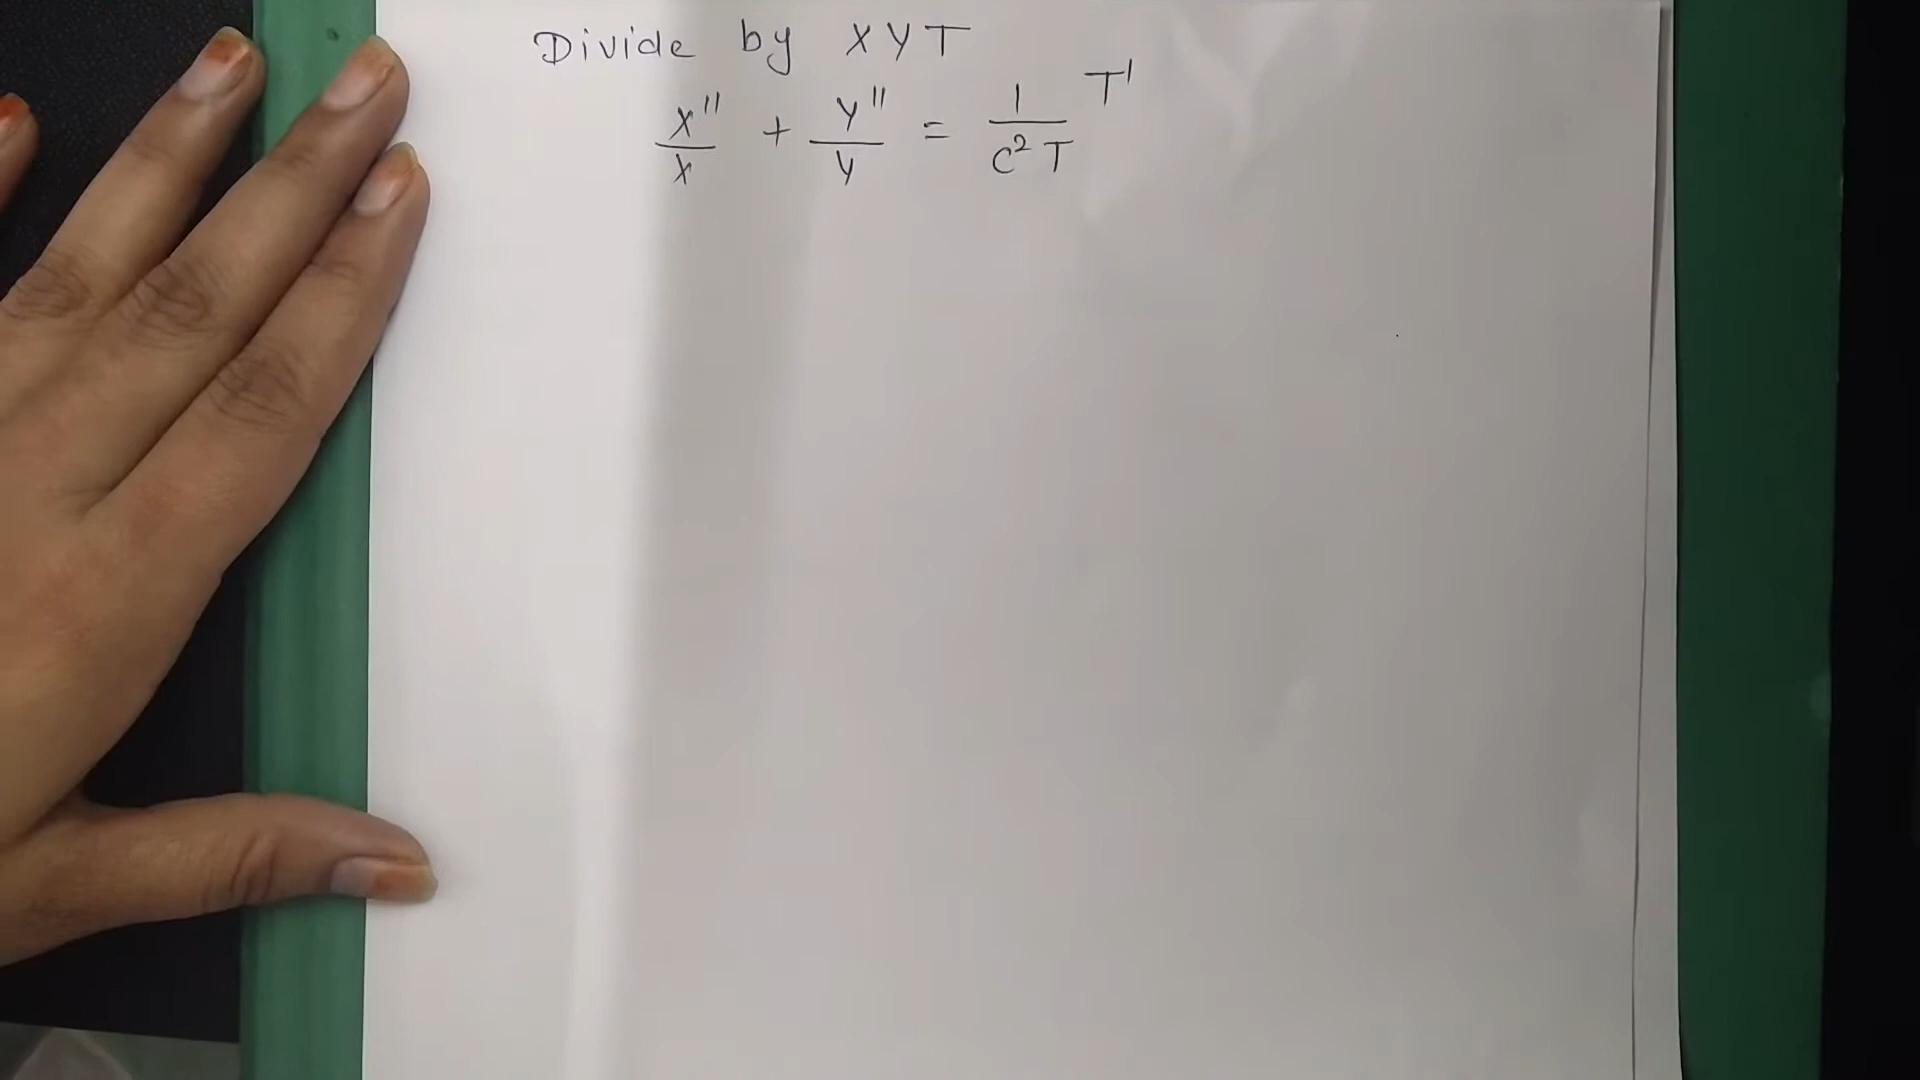 Divide by XYT
X''/X + Y''/Y = 1/(c² T) T'